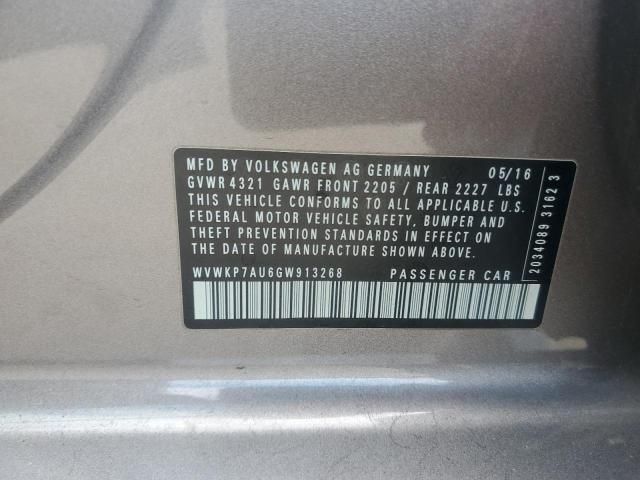 MFD BY VOLKSWAGEN AG GERMANY 05/16
GVWR 4321 GAWR FRONT 2205 / REAR 2227 LBS
THIS VEHICLE CONFORMS TO ALL APPLICABLE U.S.
FEDERAL MOTOR VEHICLE SAFETY, BUMPER AND
THEFT PREVENTION STANDARDS IN EFFECT ON
THE DATE OF MANUFACTURE SHOWN ABOVE.
WVWKP7AU6GW913268 PASSENGER CAR
2034089 3162 3